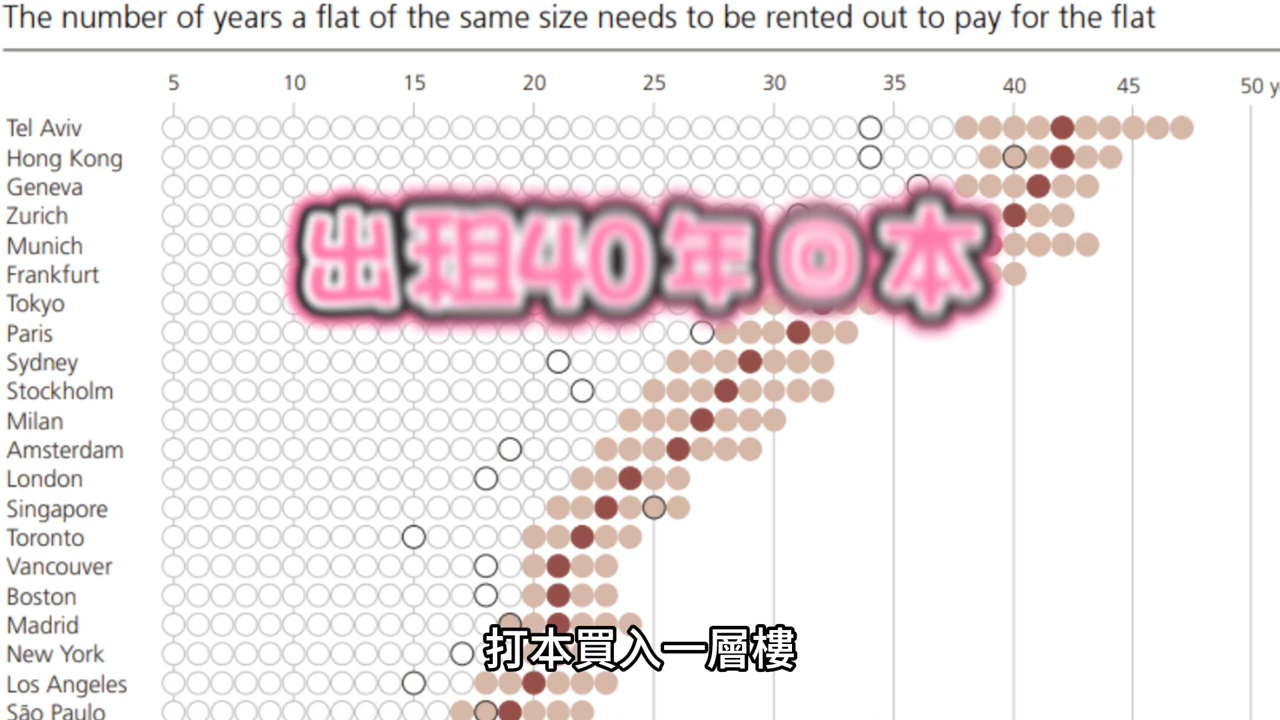 The number of years a flat of the same size needs to be rented out to pay for the flat
5 10 15 20 25 30 35 40 45 50 y
Tel Aviv
Hong Kong
Geneva
Zurich
出租40年回本
Munich
Frankfurt
Tokyo
Paris
Sydney
Stockholm
Milan
Amsterdam
London
Singapore
Toronto
Vancouver
Boston
Madrid
打本買入一層樓
New York
Los Angeles
São Paulo